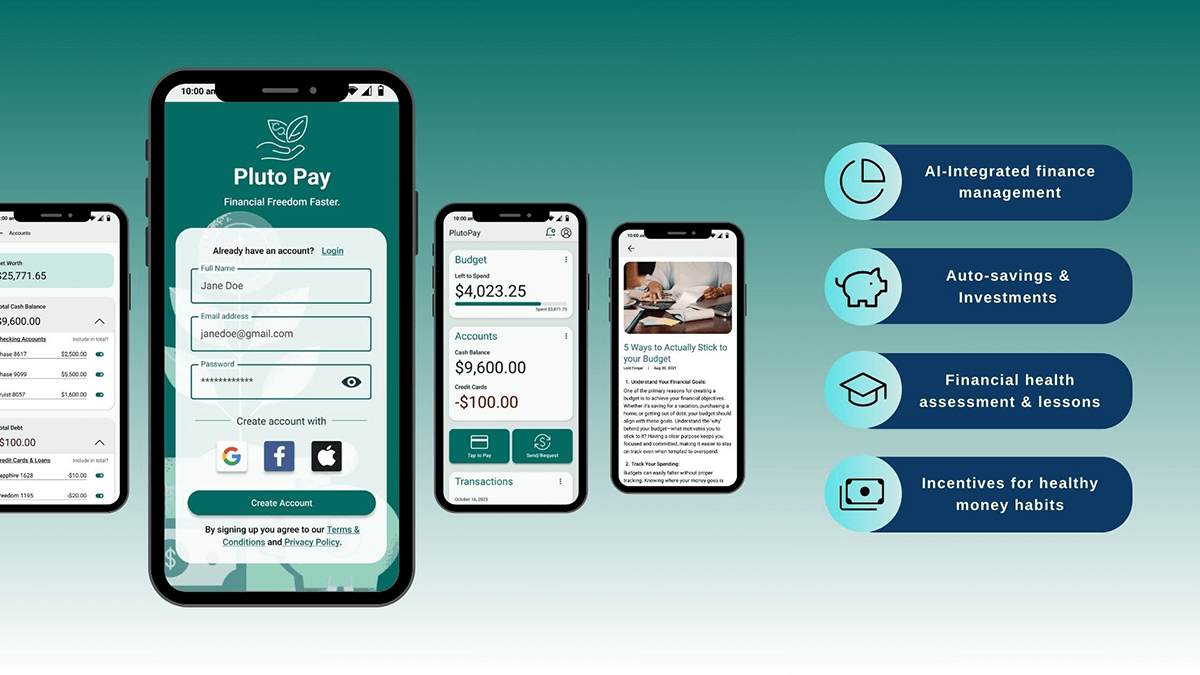 10:00 am
Accounts
et Worth
$25,771.65
otal Cash Balance
$9,600.00
hecking Accounts
Include in total?
hase 8617
$2,500.00
hase 9099
$5,500.00
ruist 8057
$1,600.00
otal Debt
$100.00
redit Cards & Loans
Include in total?
apphire 1628
-$10.00
reedom 1195
-$20.00
10:00 am
Pluto Pay
Financial Freedom Faster.
Already have an account? Login
Full Name
Jane Doe
Email address
janedoe@gmail.com
Password
************
Create account with
Create Account
By signing up you agree to our Terms &
Conditions and Privacy Policy.
10:00 am
PlutoPay
Budget
Left to Spend
$4,023.25
Spent $3,871.75
Accounts
Cash Balance
$9,600.00
Credit Cards
-$100.00
Tap to Pay
Send/Request
Transactions
October 16, 2023
10:00 am
5 Ways to Actually Stick to
your Budget
Aug 30, 2021
1. Understand Your Financial Goals:
One of the primary reasons for creating a
budget is to achieve your financial objectives.
Whether it's saving for a vacation, purchasing a
home, or getting out of debt, your budget should
align with these goals. Understand the 'why'
behind your budget—what motivates you to
stick to it? Having a clear purpose keeps you
focused and committed, making it easier to stay
on track even when tempted to overspend.
2. Track Your Spending:
Budgets can easily falter without proper
tracking. Knowing where your money goes is
AI-Integrated finance
management
Auto-savings &
Investments
Financial health
assessment & lessons
Incentives for healthy
money habits